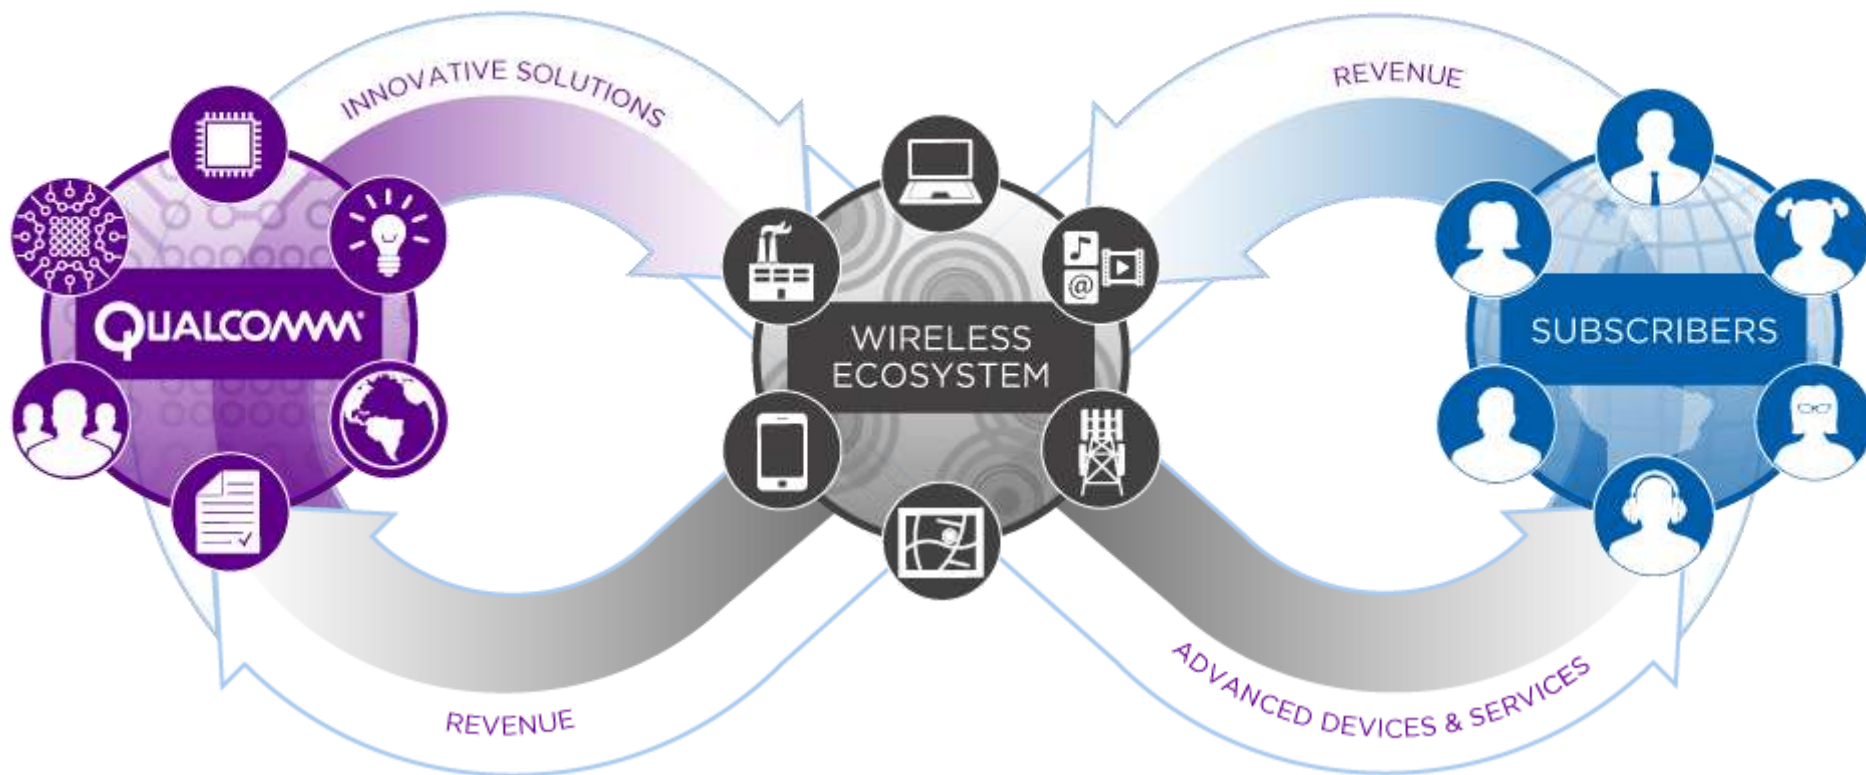 INNOVATIVE SOLUTIONS
REVENUE
QUALCOMM®
WIRELESS
ECOSYSTEM
@
SUBSCRIBERS
REVENUE
ADVANCED DEVICES & SERVICES